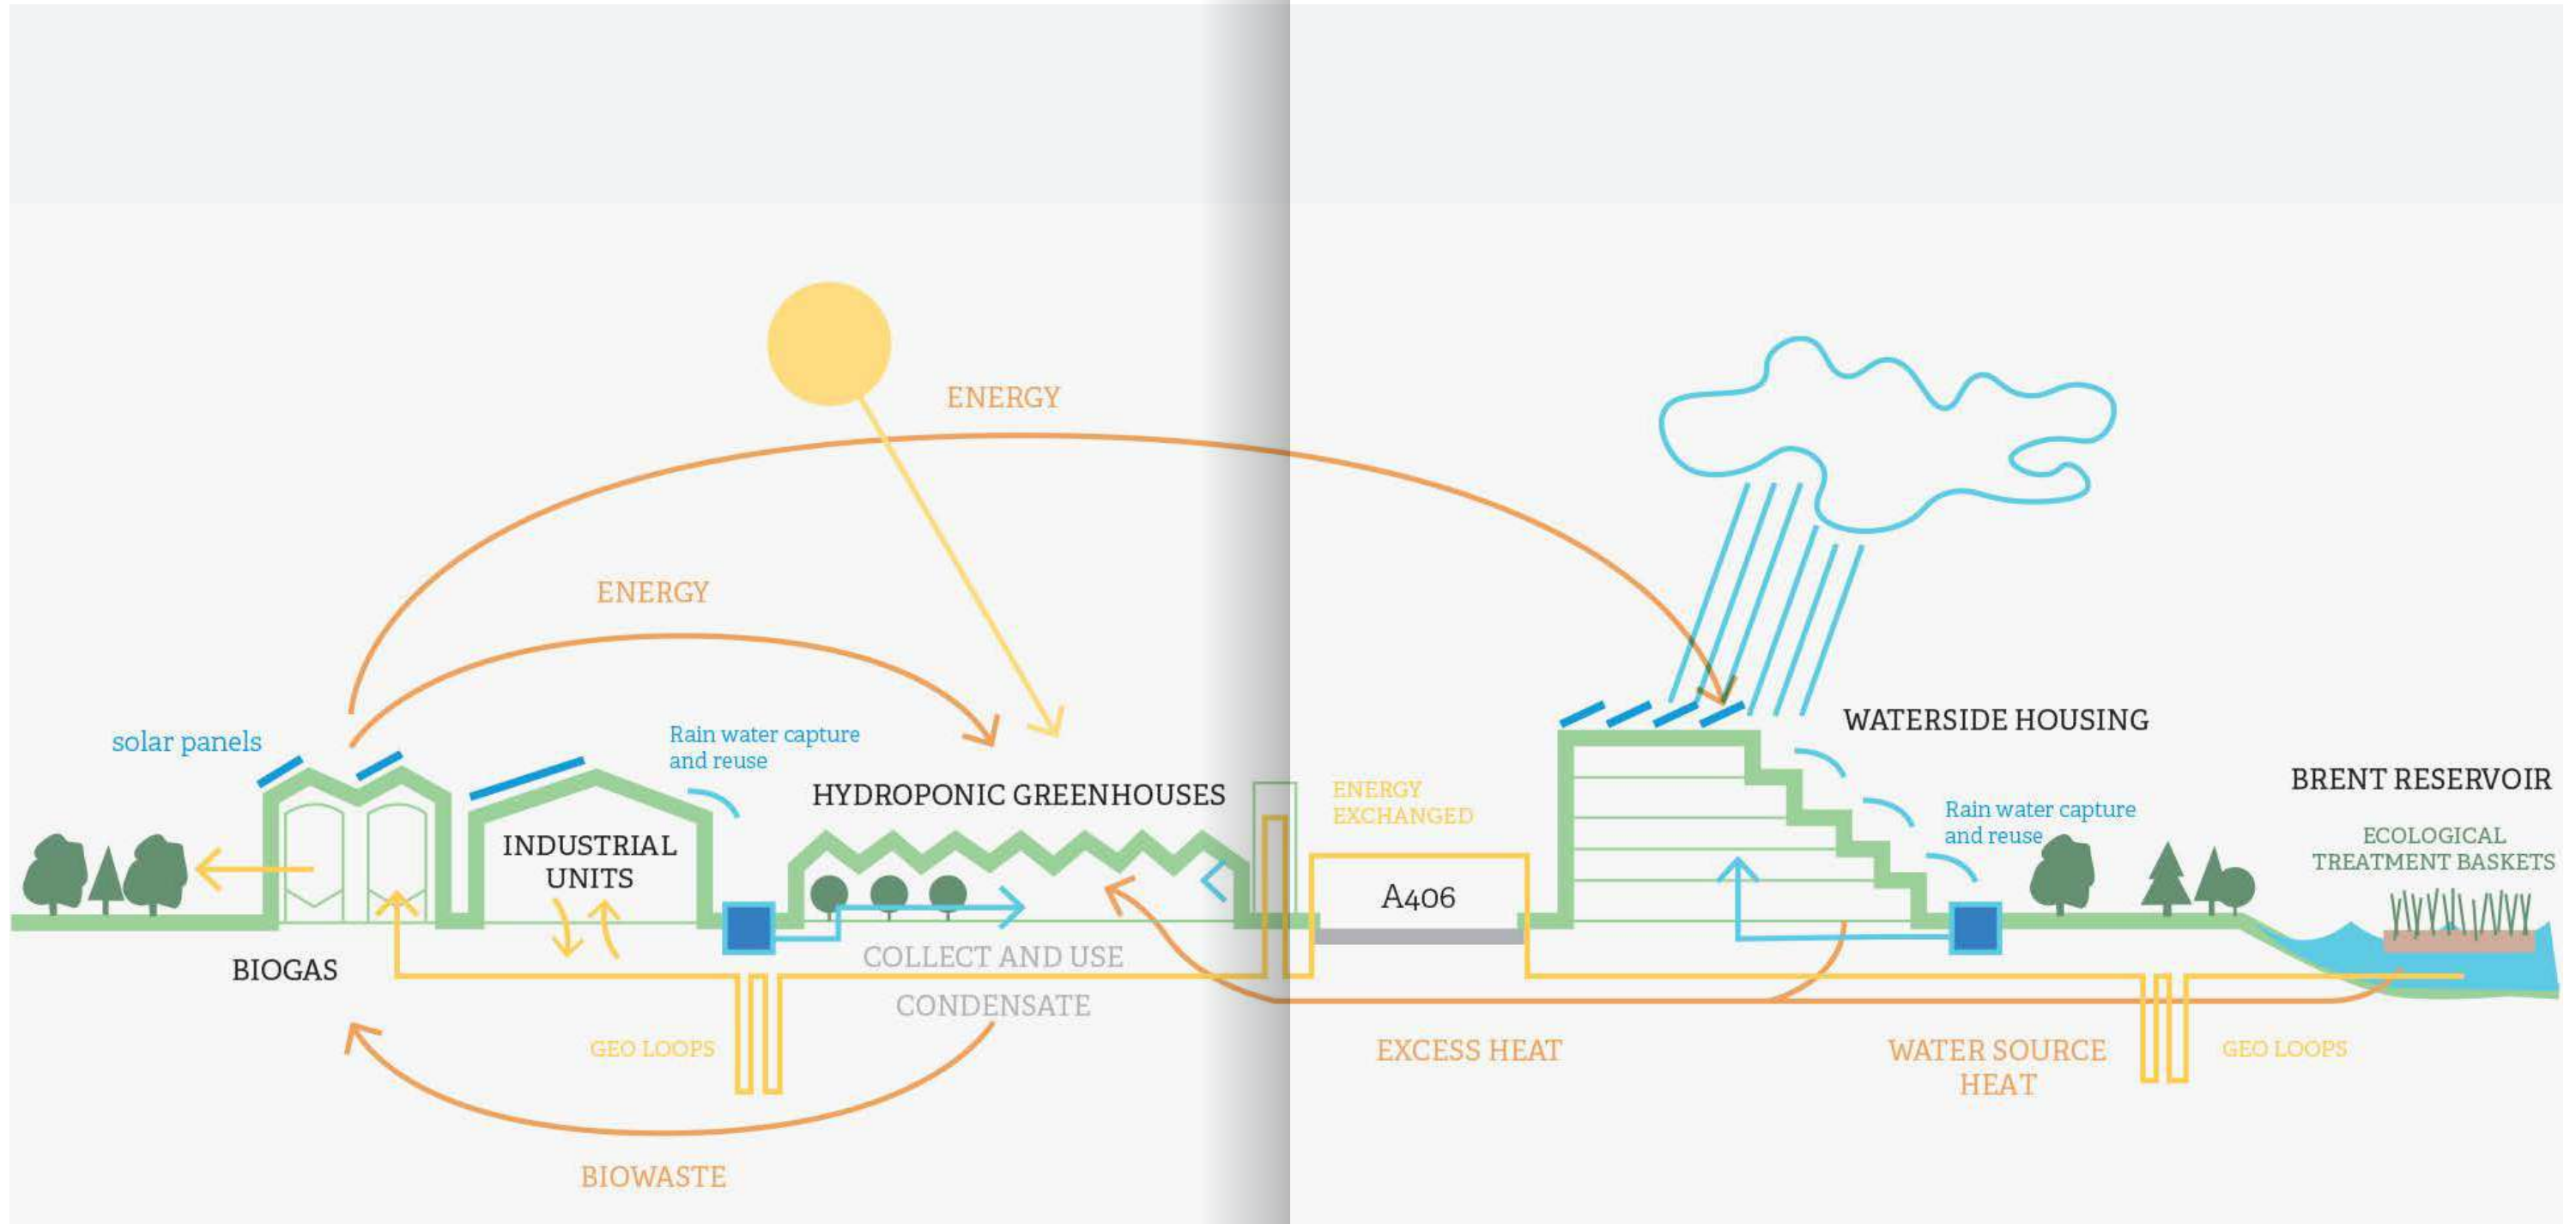 ENERGY
ENERGY
solar panels
Rain water capture
and reuse
HYDROPONIC GREENHOUSES
INDUSTRIAL
UNITS
BIOGAS
COLLECT AND USE
CONDENSATE
GEO LOOPS
BIOWASTE
ENERGY
EXCHANGED
A406
WATERSIDE HOUSING
Rain water capture
and reuse
BRENT RESERVOIR
ECOLOGICAL
TREATMENT BASKETS
EXCESS HEAT
WATER SOURCE
HEAT
GEO LOOPS